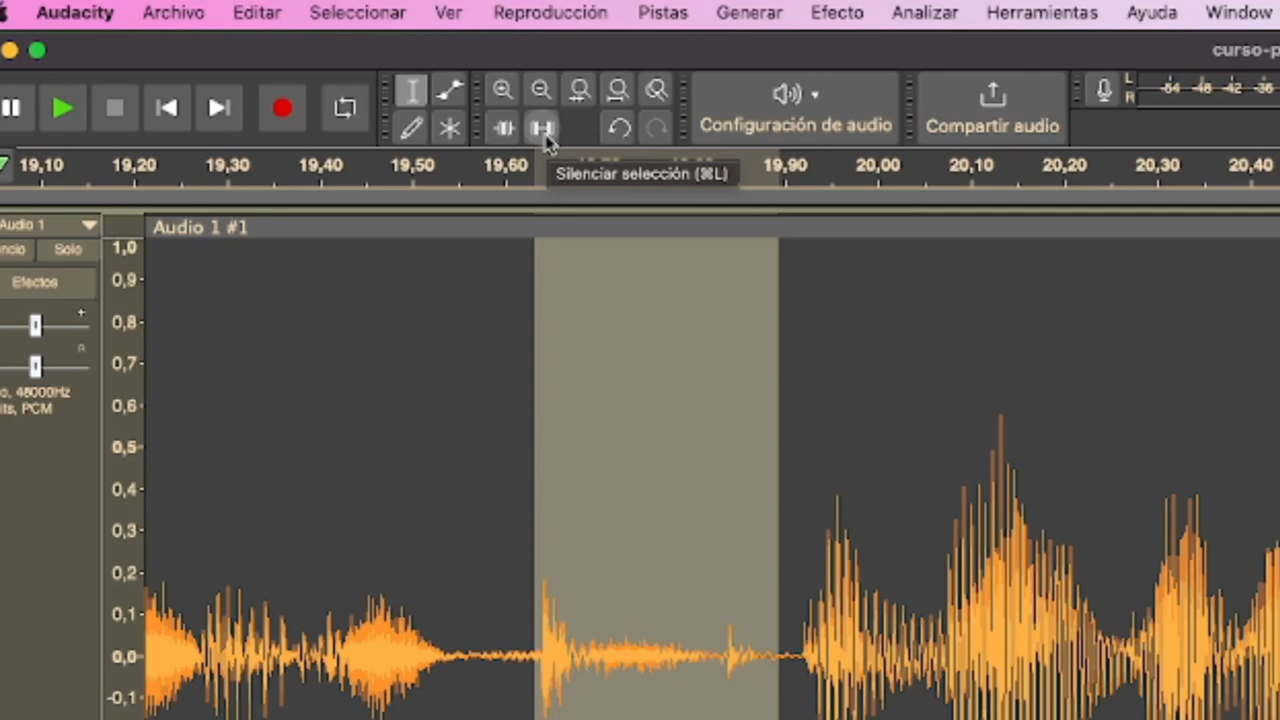 Audacity Archivo Editar Seleccionar Ver Reproducción Pistas Generar Efecto Analizar Herramientas Ayuda Window
curso-p
Configuración de audio
Compartir audio
L
R
-54 -48 -42 -36
19,10 19,20 19,30 19,40 19,50 19,60 19,90 20,00 20,10 20,20 20,30 20,40
Silenciar selección (⌘L)
Audio 1
Audio 1 #1
ncio Solo
Efectos
1,0
0,9
0,8
0,7
0,6
0,5
0,4
0,3
0,2
0,1
0,0
-0,1
+
R
o, 48000Hz
its, PCM